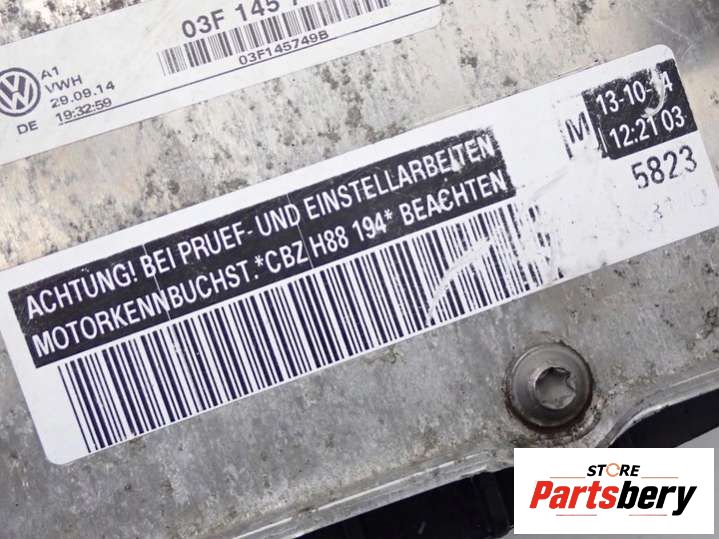 03F 145 7
03F145749B
A1
VWH
29.09.14
DE 19:32:59
ACHTUNG! BEI PRUEF- UND EINSTELLARBEITEN
MOTORKENNBUCHST.*CBZ H88 194* BEACHTEN
M
13-10-
12:21 03
5823
STORE
Partsbery